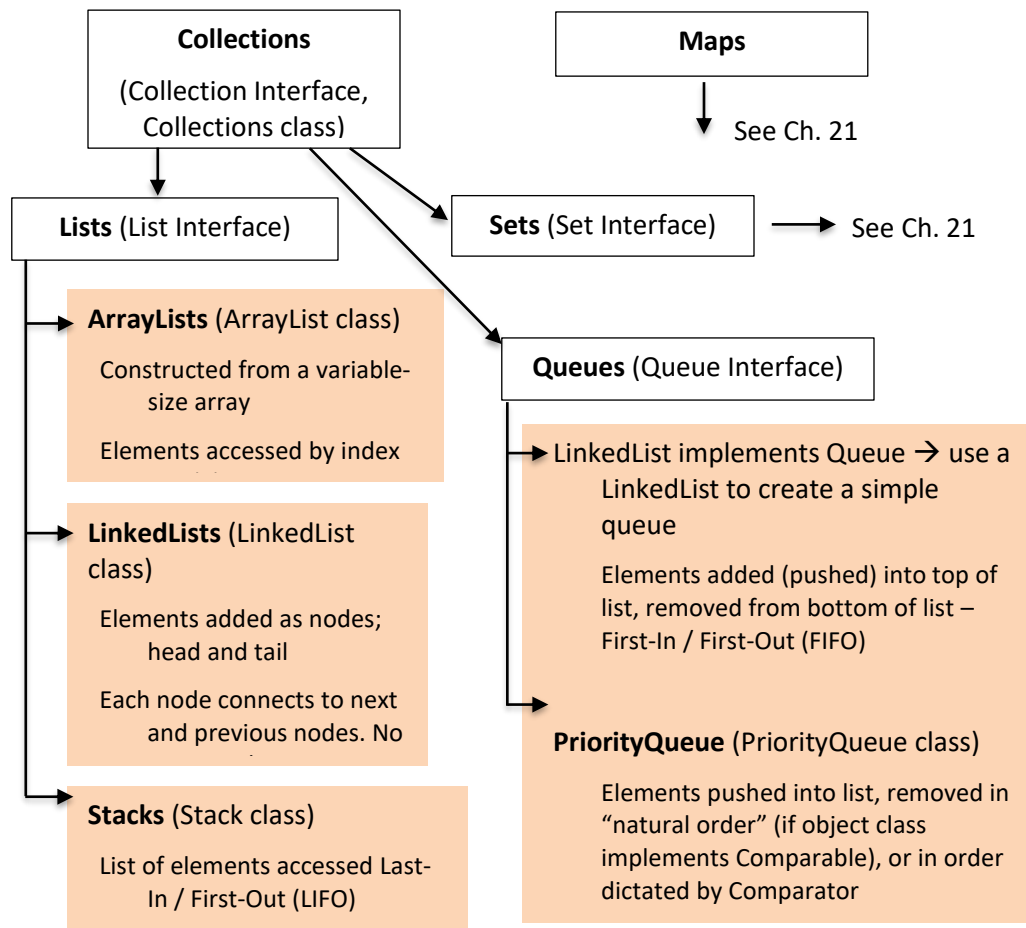 Collections
(Collection Interface,
Collections class)
Maps
See Ch. 21
Lists (List Interface)
Sets (Set Interface)
See Ch. 21
ArrayLists (ArrayList class)
Constructed from a variable-
size array
Elements accessed by index
LinkedLists (LinkedList
class)
Elements added as nodes;
head and tail
Each node connects to next
and previous nodes. No
Stacks (Stack class)
List of elements accessed Last-
In / First-Out (LIFO)
Queues (Queue Interface)
LinkedList implements Queue → use a
LinkedList to create a simple
queue
Elements added (pushed) into top of
list, removed from bottom of list –
First-In / First-Out (FIFO)
PriorityQueue (PriorityQueue class)
Elements pushed into list, removed in
“natural order” (if object class
implements Comparable), or in order
dictated by Comparator